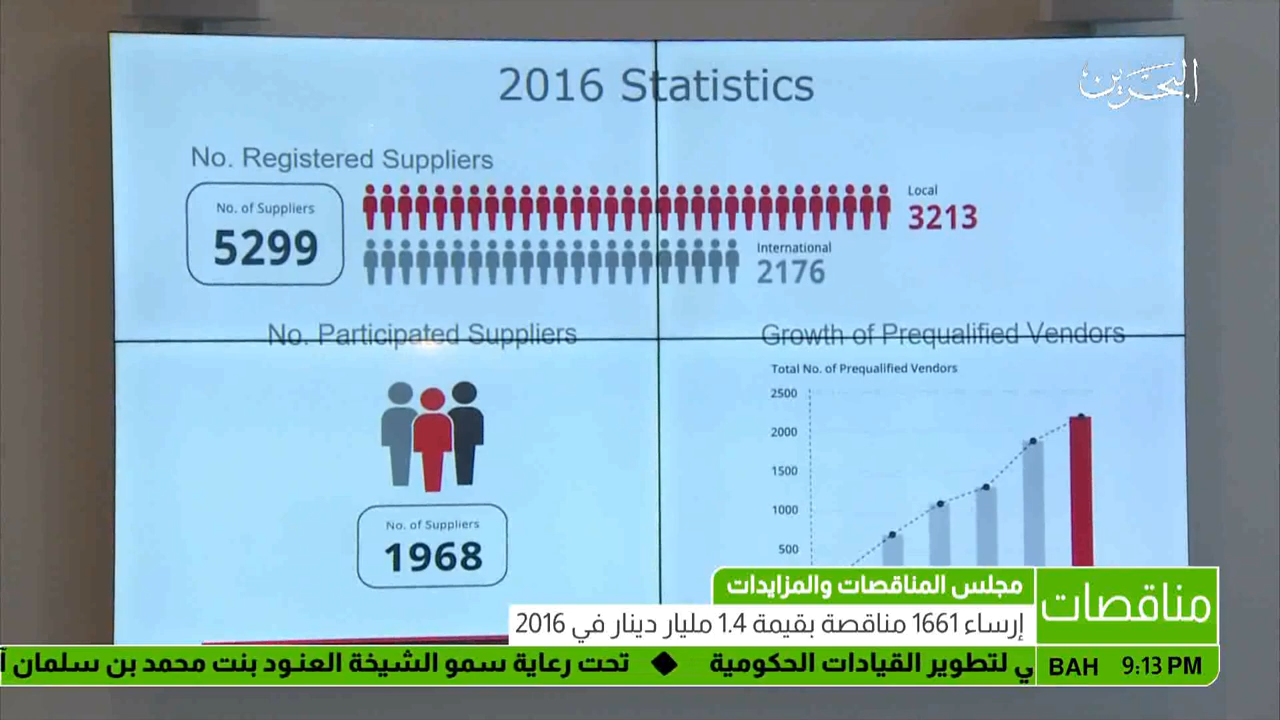 2016 Statistics
البحرين
No. Registered Suppliers
No. of Suppliers
5299
Local
3213
International
2176
No. Participated Suppliers
No. of Suppliers
1968
Growth of Prequalified Vendors
Total No. of Prequalified Vendors
2500
2000
1500
1000
500
مناقصات
مجلس المناقصات والمزايدات
إرساء 1661 مناقصة بقيمة 1.4 مليار دينار في 2016
BAH 9:13 PM
لتطوير القيادات الحكومية ◆ تحت رعاية سمو الشيخة العنود بنت محمد بن سلمان